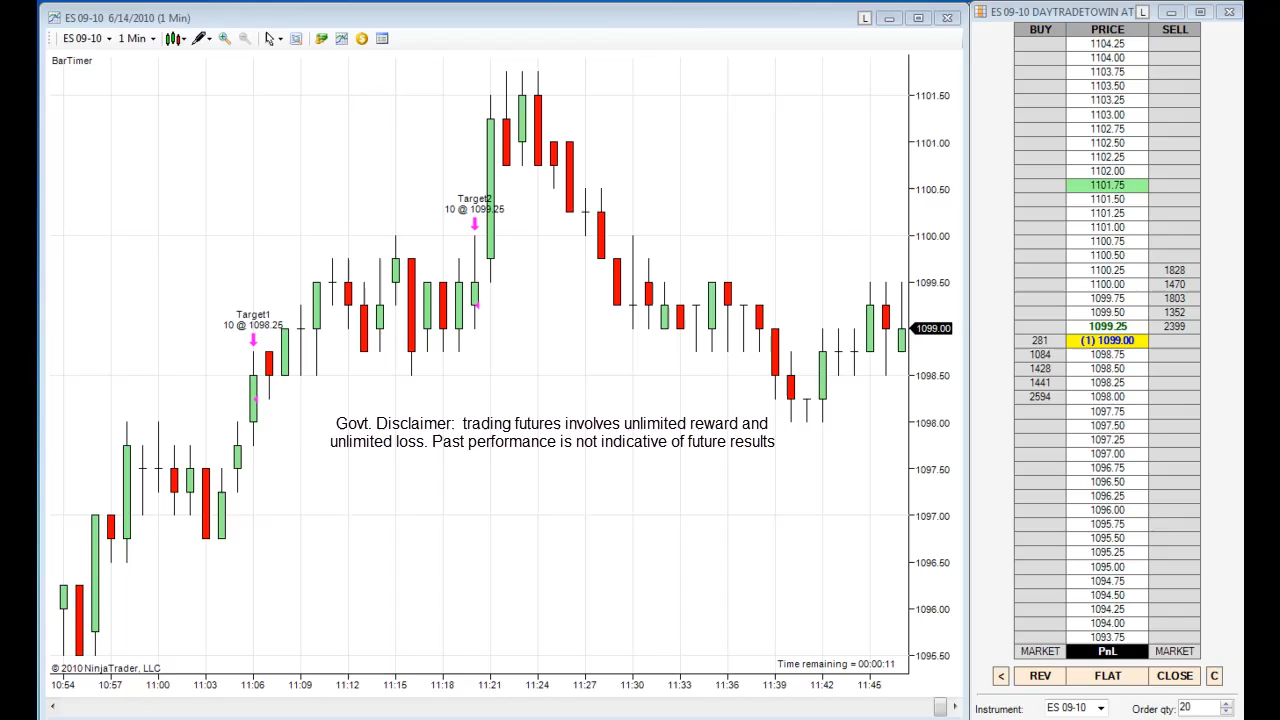 ES 09-10 6/14/2010 (1 Min)
L
ES 09-10 1 Min
BarTimer
Target1
10 @ 1098.25
Target2
10 @ 1099.25
Govt. Disclaimer: trading futures involves unlimited reward and
unlimited loss. Past performance is not indicative of future results
1101.50
1101.00
1100.50
1100.00
1099.50
1099.00
1098.50
1098.00
1097.50
1097.00
1096.50
1096.00
1095.50
© 2010 NinjaTrader, LLC
Time remaining = 00:00:11
10:54 10:57 11:00 11:03 11:06 11:09 11:12 11:15 11:18 11:21 11:24 11:27 11:30 11:33 11:36 11:39 11:42 11:45
ES 09-10 DAYTRADETOWIN AT L
BUY PRICE SELL
1104.25
1104.00
1103.75
1103.50
1103.25
1103.00
1102.75
1102.50
1102.25
1102.00
1101.75
1101.50
1101.25
1101.00
1100.75
1100.50
1100.25 1828
1100.00 1470
1099.75 1803
1099.50 1352
1099.25 2399
281 (1) 1099.00
1084 1098.75
1428 1098.50
1441 1098.25
2594 1098.00
1097.75
1097.50
1097.25
1097.00
1096.75
1096.50
1096.25
1096.00
1095.75
1095.50
1095.25
1095.00
1094.75
1094.50
1094.25
1094.00
1093.75
MARKET PnL MARKET
< REV FLAT CLOSE C
Instrument: ES 09-10 Order qty: 20